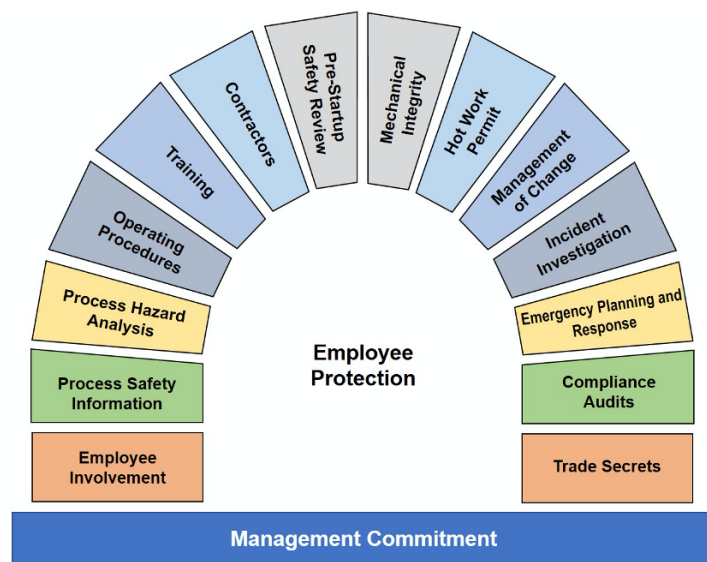 Pre-Startup
Safety Review
Mechanical
Integrity
Contractors
Hot Work
Permit
Training
Management
of Change
Operating
Procedures
Incident
Investigation
Process Hazard
Analysis
Emergency Planning and
Response
Employee
Protection
Process Safety
Information
Compliance
Audits
Employee
Involvement
Trade Secrets
Management Commitment